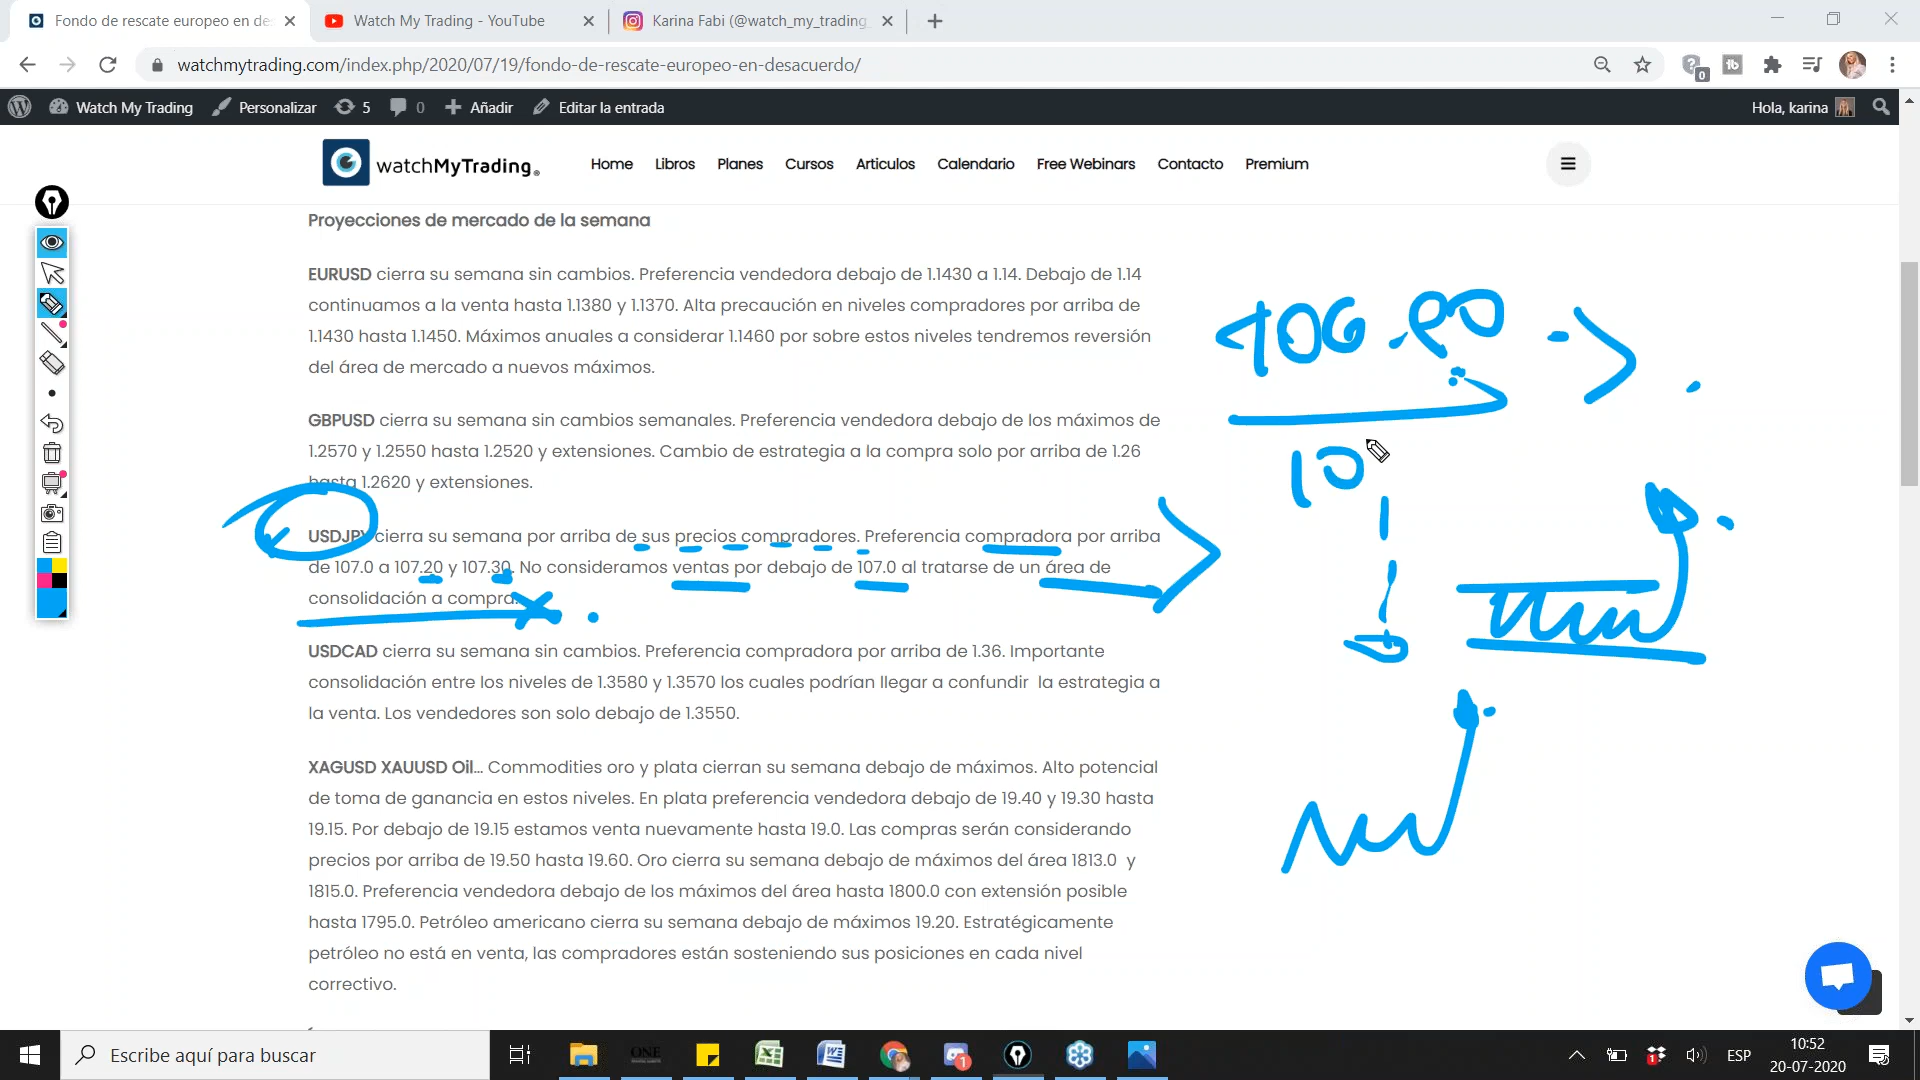 Fondo de rescate europeo en de
Watch My Trading - YouTube
Karina Fabi (@watch_my_trading_
watchmytrading.com/index.php/2020/07/19/fondo-de-rescate-europeo-en-desacuerdo/
0
Watch My Trading
Personalizar
5
0
Añadir
Editar la entrada
Hola, karina
watchMyTrading®
Home
Libros
Planes
Cursos
Articulos
Calendario
Free Webinars
Contacto
Premium
Proyecciones de mercado de la semana
EURUSD cierra su semana sin cambios. Preferencia vendedora debajo de 1.1430 a 1.14. Debajo de 1.14
continuamos a la venta hasta 1.1380 y 1.1370. Alta precaución en niveles compradores por arriba de
1.1430 hasta 1.1450. Máximos anuales a considerar 1.1460 por sobre estos niveles tendremos reversión
del área de mercado a nuevos máximos.
GBPUSD cierra su semana sin cambios semanales. Preferencia vendedora debajo de los máximos de
1.2570 y 1.2550 hasta 1.2520 y extensiones. Cambio de estrategia a la compra solo por arriba de 1.26
hasta 1.2620 y extensiones.
USDJPY cierra su semana por arriba de sus precios compradores. Preferencia compradora por arriba
de 107.0 a 107.20 y 107.30. No consideramos ventas por debajo de 107.0 al tratarse de un área de
consolidación a compra.
USDCAD cierra su semana sin cambios. Preferencia compradora por arriba de 1.36. Importante
consolidación entre los niveles de 1.3580 y 1.3570 los cuales podrían llegar a confundir la estrategia a
la venta. Los vendedores son solo debajo de 1.3550.
XAGUSD XAUUSD Oil... Commodities oro y plata cierran su semana debajo de máximos. Alto potencial
de toma de ganancia en estos niveles. En plata preferencia vendedora debajo de 19.40 y 19.30 hasta
19.15. Por debajo de 19.15 estamos venta nuevamente hasta 19.0. Las compras serán considerando
precios por arriba de 19.50 hasta 19.60. Oro cierra su semana debajo de máximos del área 1813.0 y
1815.0. Preferencia vendedora debajo de los máximos del área hasta 1800.0 con extensión posible
hasta 1795.0. Petróleo americano cierra su semana debajo de máximos 19.20. Estratégicamente
petróleo no está en venta, las compradores están sosteniendo sus posiciones en cada nivel
correctivo.
10
Escribe aquí para buscar
ONE
1
1
ESP
10:52
20-07-2020